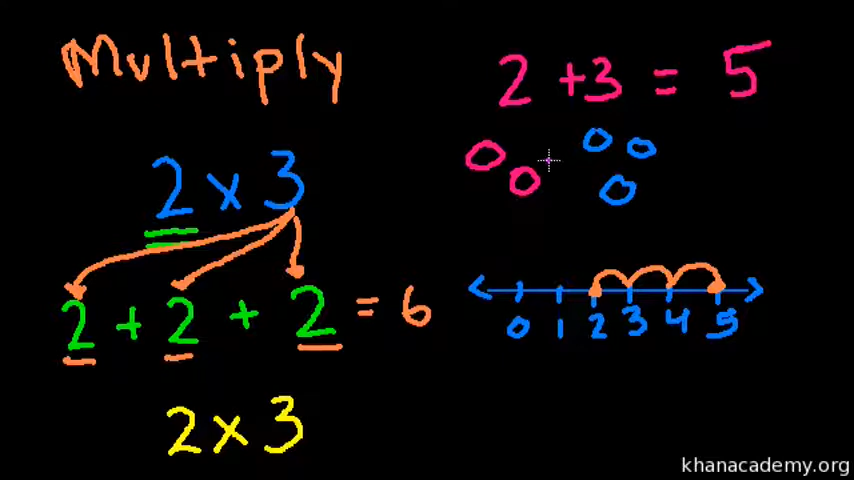 Multiply
2 + 3 = 5
2 x 3
2 + 2 + 2 = 6
0 1 2 3 4 5
2 x 3
khanacademy.org